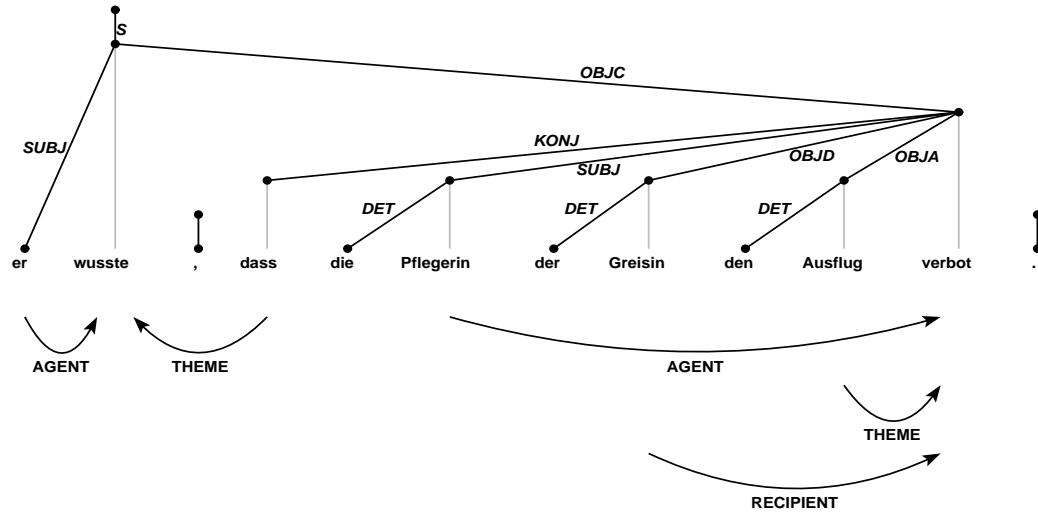 S
OBJC
SUBJ
KONJ
SUBJ
OBJD
OBJA
DET
DET
DET
er wusste , dass die Pflegerin der Greisin den Ausflug verbot .
AGENT THEME AGENT
THEME
RECIPIENT